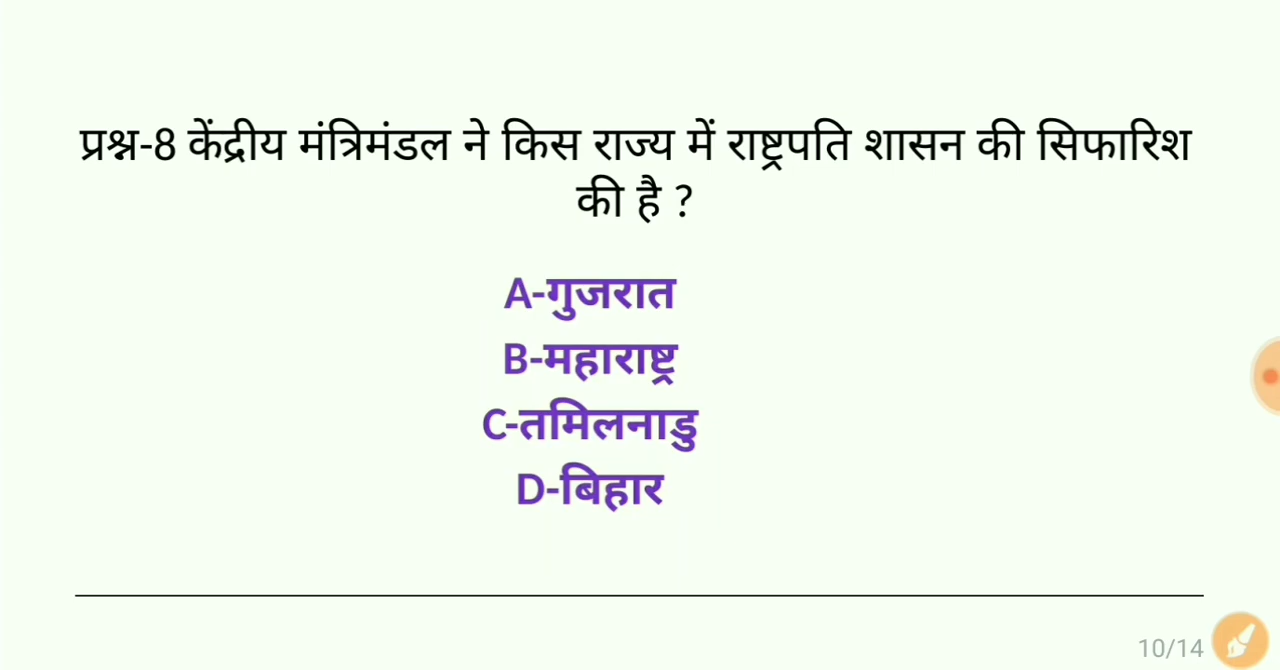 प्रश्न-8 केंद्रीय मंत्रिमंडल ने किस राज्य में राष्ट्रपति शासन की सिफारिश
की है ?
A-गुजरात
B-महाराष्ट्र
C-तमिलनाडु
D-बिहार
10/14